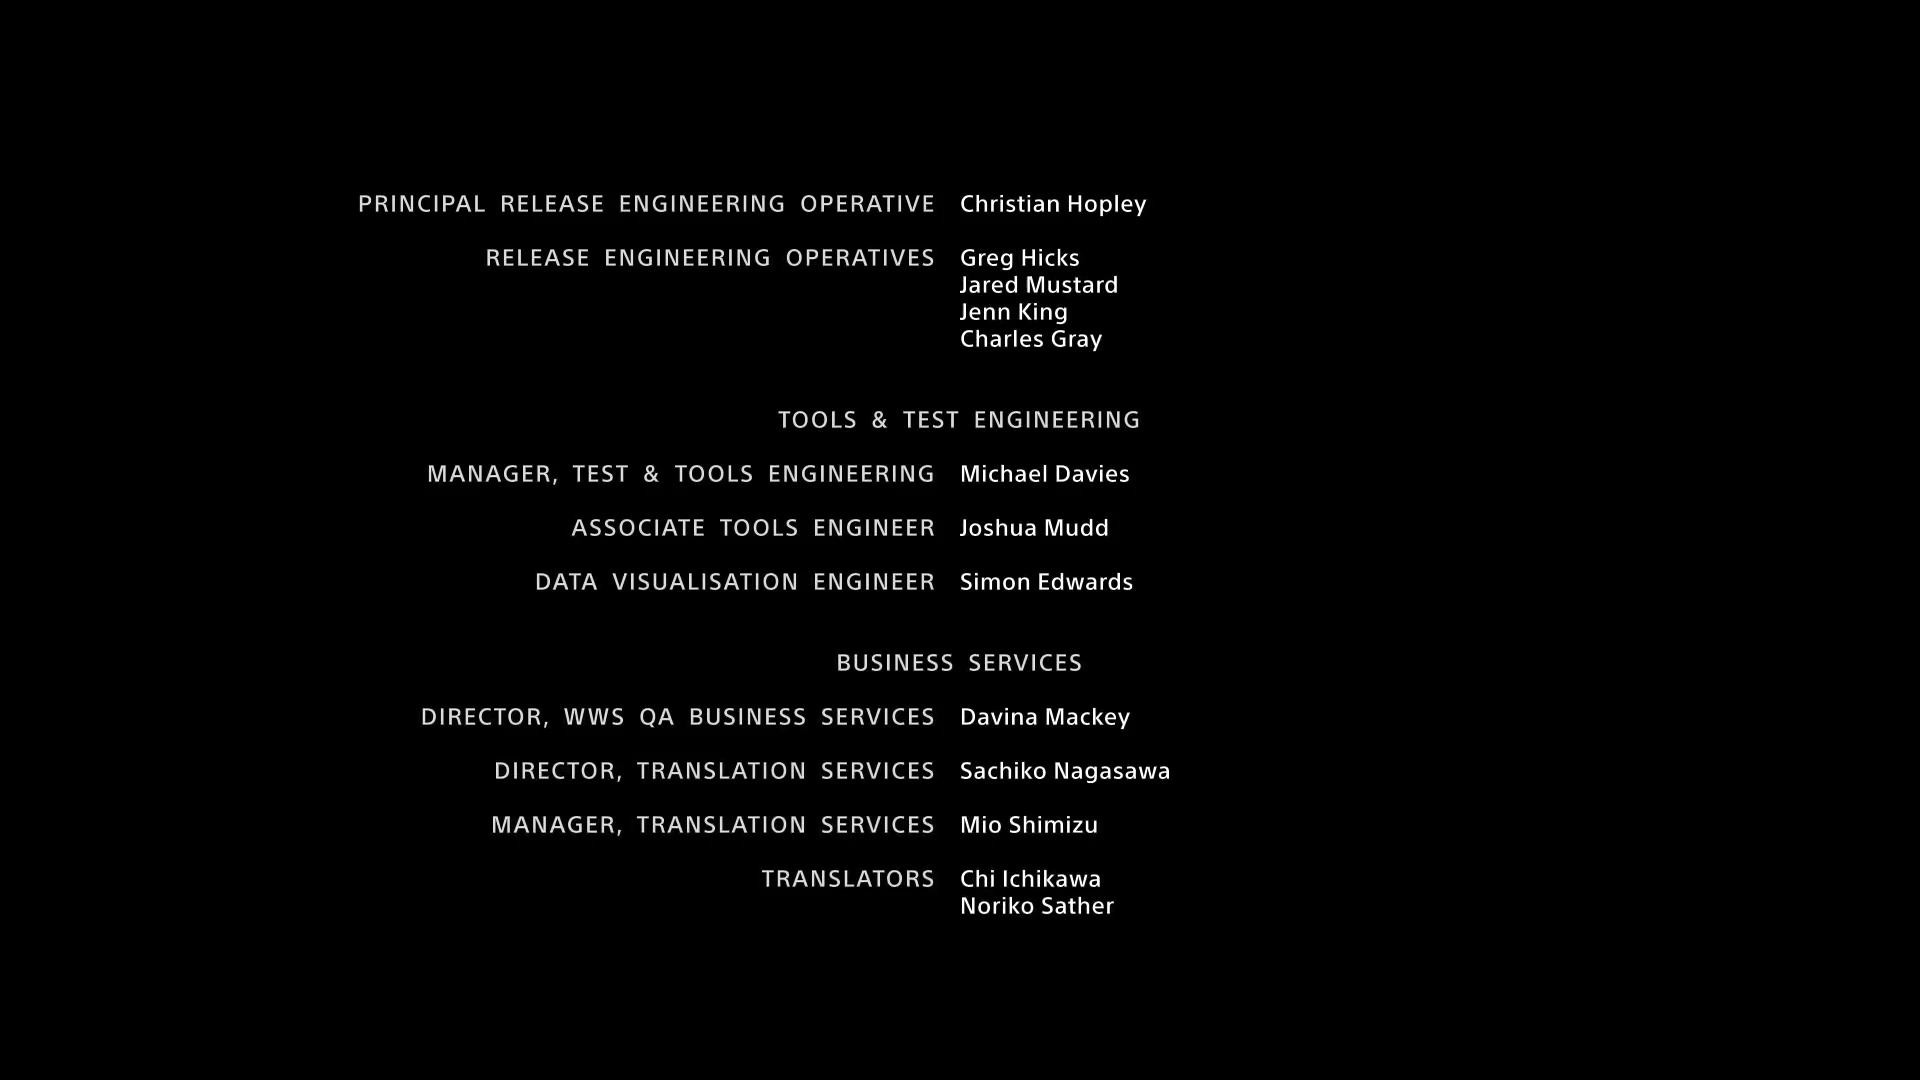 PRINCIPAL RELEASE ENGINEERING OPERATIVE Christian Hopley
RELEASE ENGINEERING OPERATIVES Greg Hicks
Jared Mustard
Jenn King
Charles Gray
TOOLS & TEST ENGINEERING
MANAGER, TEST & TOOLS ENGINEERING Michael Davies
ASSOCIATE TOOLS ENGINEER Joshua Mudd
DATA VISUALISATION ENGINEER Simon Edwards
BUSINESS SERVICES
DIRECTOR, WWS QA BUSINESS SERVICES Davina Mackey
DIRECTOR, TRANSLATION SERVICES Sachiko Nagasawa
MANAGER, TRANSLATION SERVICES Mio Shimizu
TRANSLATORS Chi Ichikawa
Noriko Sather